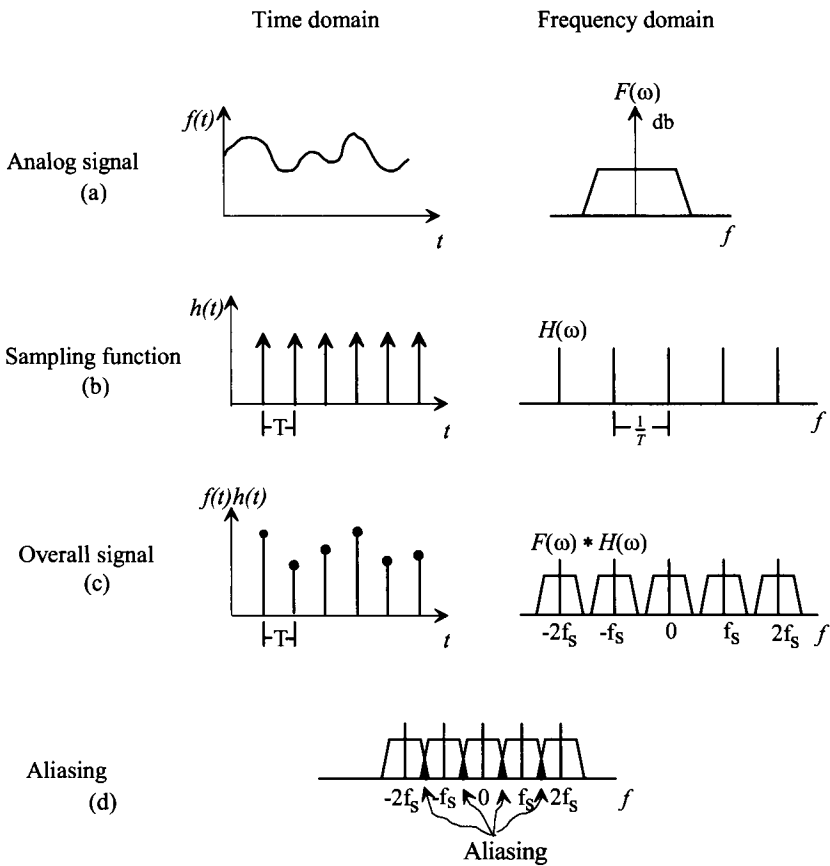 Time domain
Frequency domain
Analog signal
(a)
f(t)
t
F(ω)
db
f
Sampling function
(b)
h(t)
T
t
H(ω)
1/T
f
Overall signal
(c)
f(t)h(t)
T
t
F(ω) * H(ω)
-2fs -fs 0 fs 2fs f
Aliasing
(d)
-2fs -fs 0 fs 2fs f
Aliasing